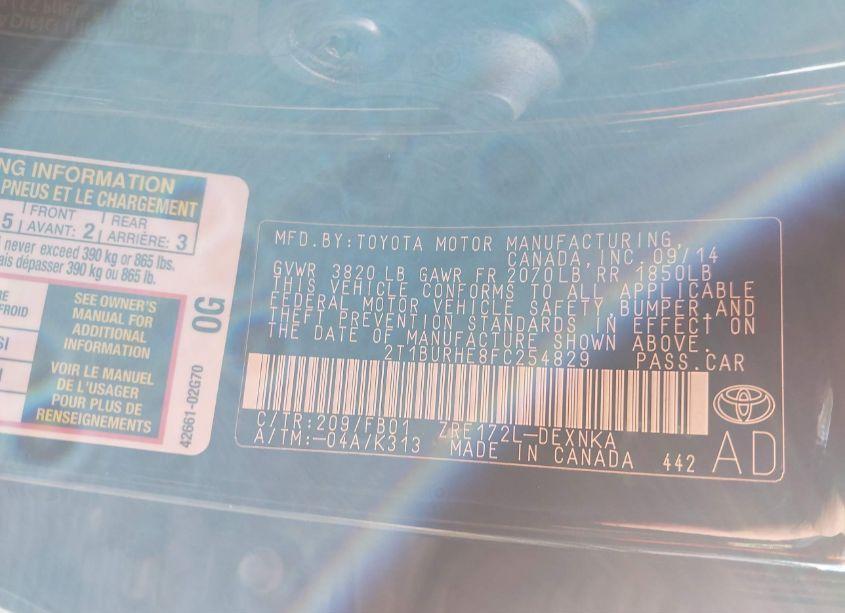 NG INFORMATION
PNEUS ET LE CHARGEMENT
5 FRONT AVANT: 2 REAR ARRIÈRE: 3
never exceed 390 kg or 865 lbs.
ais dépasser 390 kg ou 865 lb.
RE
FROID
SI
SEE OWNER'S
MANUAL FOR
ADDITIONAL
INFORMATION
VOIR LE MANUEL
DE L'USAGER
POUR PLUS DE
RENSEIGNEMENTS
0G
42661-02G70
MFD.BY:TOYOTA MOTOR MANUFACTURING,
CANADA, INC. 09/14
GVWR 3820 LB GAWR FR 2070LB, RR 1850LB
THIS VEHICLE CONFORMS TO ALL APPLICABLE
FEDERAL MOTOR VEHICLE SAFETY,BUMPER,AND
THEFT PREVENTION STANDARDS IN EFFECT ON
THE DATE OF MANUFACTURE SHOWN ABOVE.
2T1BURHE8FC254829 PASS.CAR
C/TR:209/FB01 ZRE172L-DEXNKA
A/TM:-04A/K313 MADE IN CANADA 442
AD